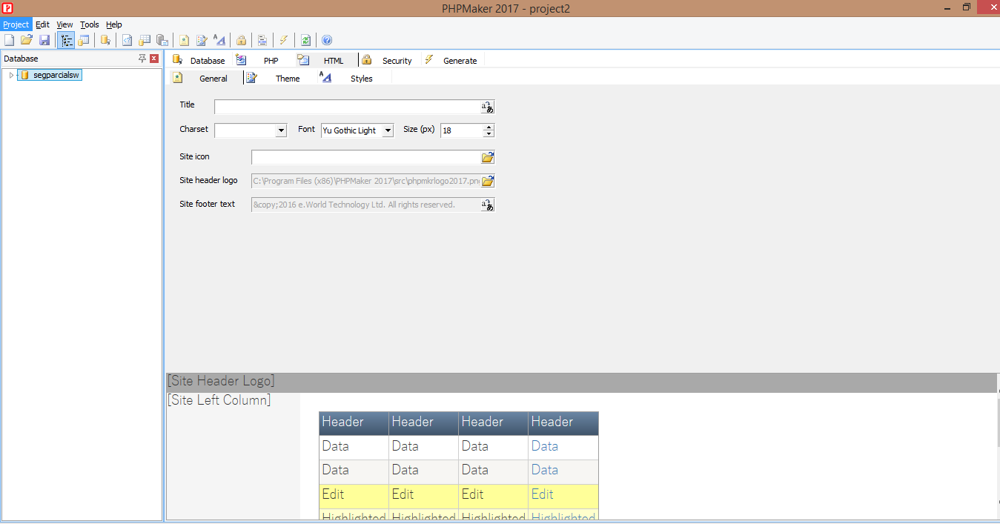 PHPMaker 2017 - project2
Project Edit View Tools Help
Database
segparcialsw
Database PHP HTML Security Generate
General Theme Styles
Title
Charset Font Yu Gothic Light Size (px) 18
Site icon
Site header logo C:\Program Files (x86)\PHPMaker 2017\src\phpmkrlogo2017.pn
Site footer text &copy;2016 e.World Technology Ltd. All rights reserved.
[Site Header Logo]
[Site Left Column]
Header Header Header Header
Data Data Data Data
Data Data Data Data
Edit Edit Edit Edit
Highlighted Highlighted Highlighted Highlighted